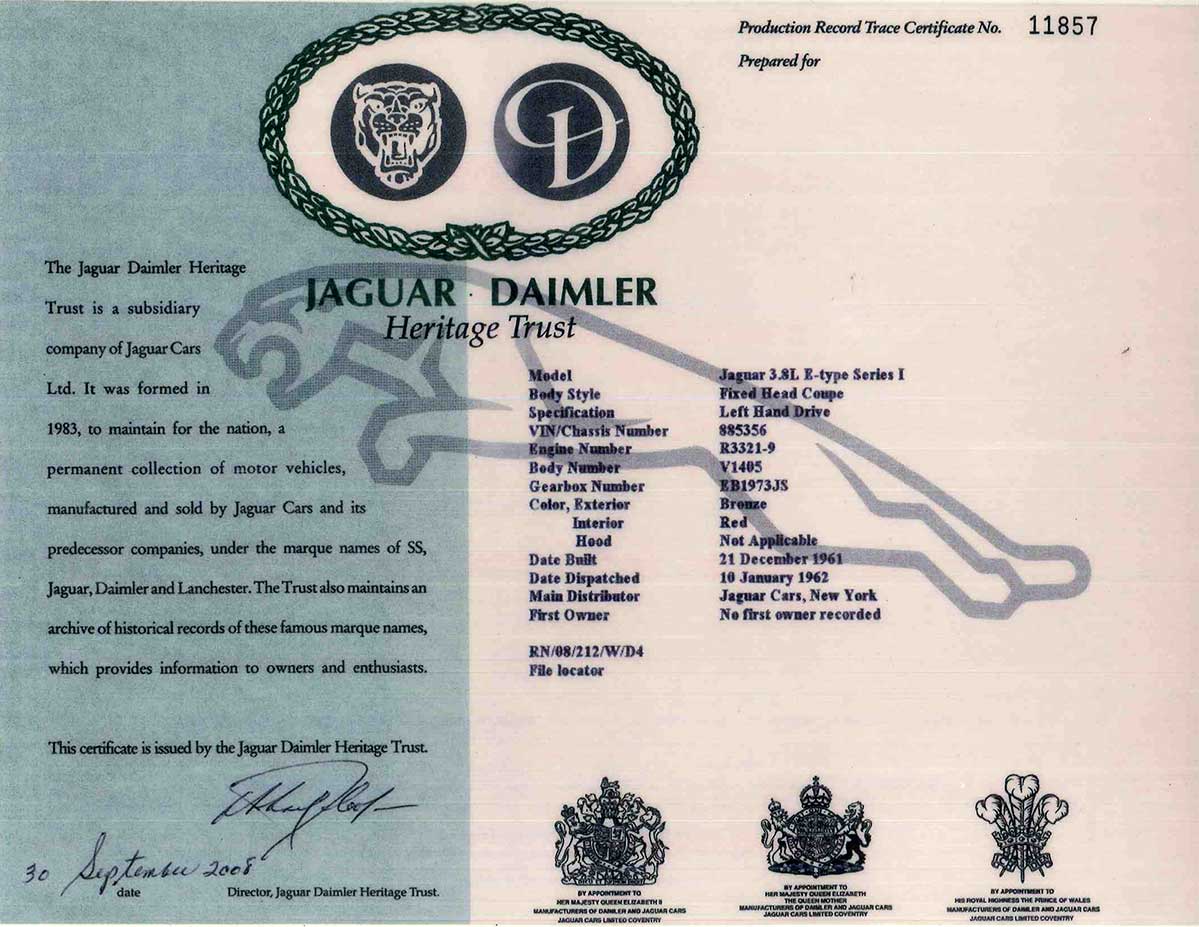 Production Record Trace Certificate No. 11857
Prepared for
JAGUAR · DAIMLER
Heritage Trust
The Jaguar Daimler Heritage
Trust is a subsidiary
company of Jaguar Cars
Ltd. It was formed in
1983, to maintain for the nation, a
permanent collection of motor vehicles,
manufactured and sold by Jaguar Cars and its
predecessor companies, under the marque names of SS,
Jaguar, Daimler and Lanchester. The Trust also maintains an
archive of historical records of these famous marque names,
which provides information to owners and enthusiasts.
This certificate is issued by the Jaguar Daimler Heritage Trust.
30 September 2008
date Director, Jaguar Daimler Heritage Trust.
Model Jaguar 3.8L E-type Series I
Body Style Fixed Head Coupe
Specification Left Hand Drive
VIN/Chassis Number 885356
Engine Number R3321-9
Body Number V1405
Gearbox Number EB1973JS
Color, Exterior Bronze
Interior Red
Hood Not Applicable
Date Built 21 December 1961
Date Dispatched 10 January 1962
Main Distributor Jaguar Cars, New York
First Owner No first owner recorded
RN/08/212/W/D4
File locator
BY APPOINTMENT TO
HER MAJESTY QUEEN ELIZABETH II
MANUFACTURERS OF DAIMLER AND JAGUAR CARS
JAGUAR CARS LIMITED COVENTRY
BY APPOINTMENT TO
HER MAJESTY QUEEN ELIZABETH
THE QUEEN MOTHER
MANUFACTURERS OF DAIMLER AND JAGUAR CARS
JAGUAR CARS LIMITED COVENTRY
BY APPOINTMENT TO
HIS ROYAL HIGHNESS THE PRINCE OF WALES
MANUFACTURERS OF DAIMLER AND JAGUAR CARS
JAGUAR CARS LIMITED COVENTRY